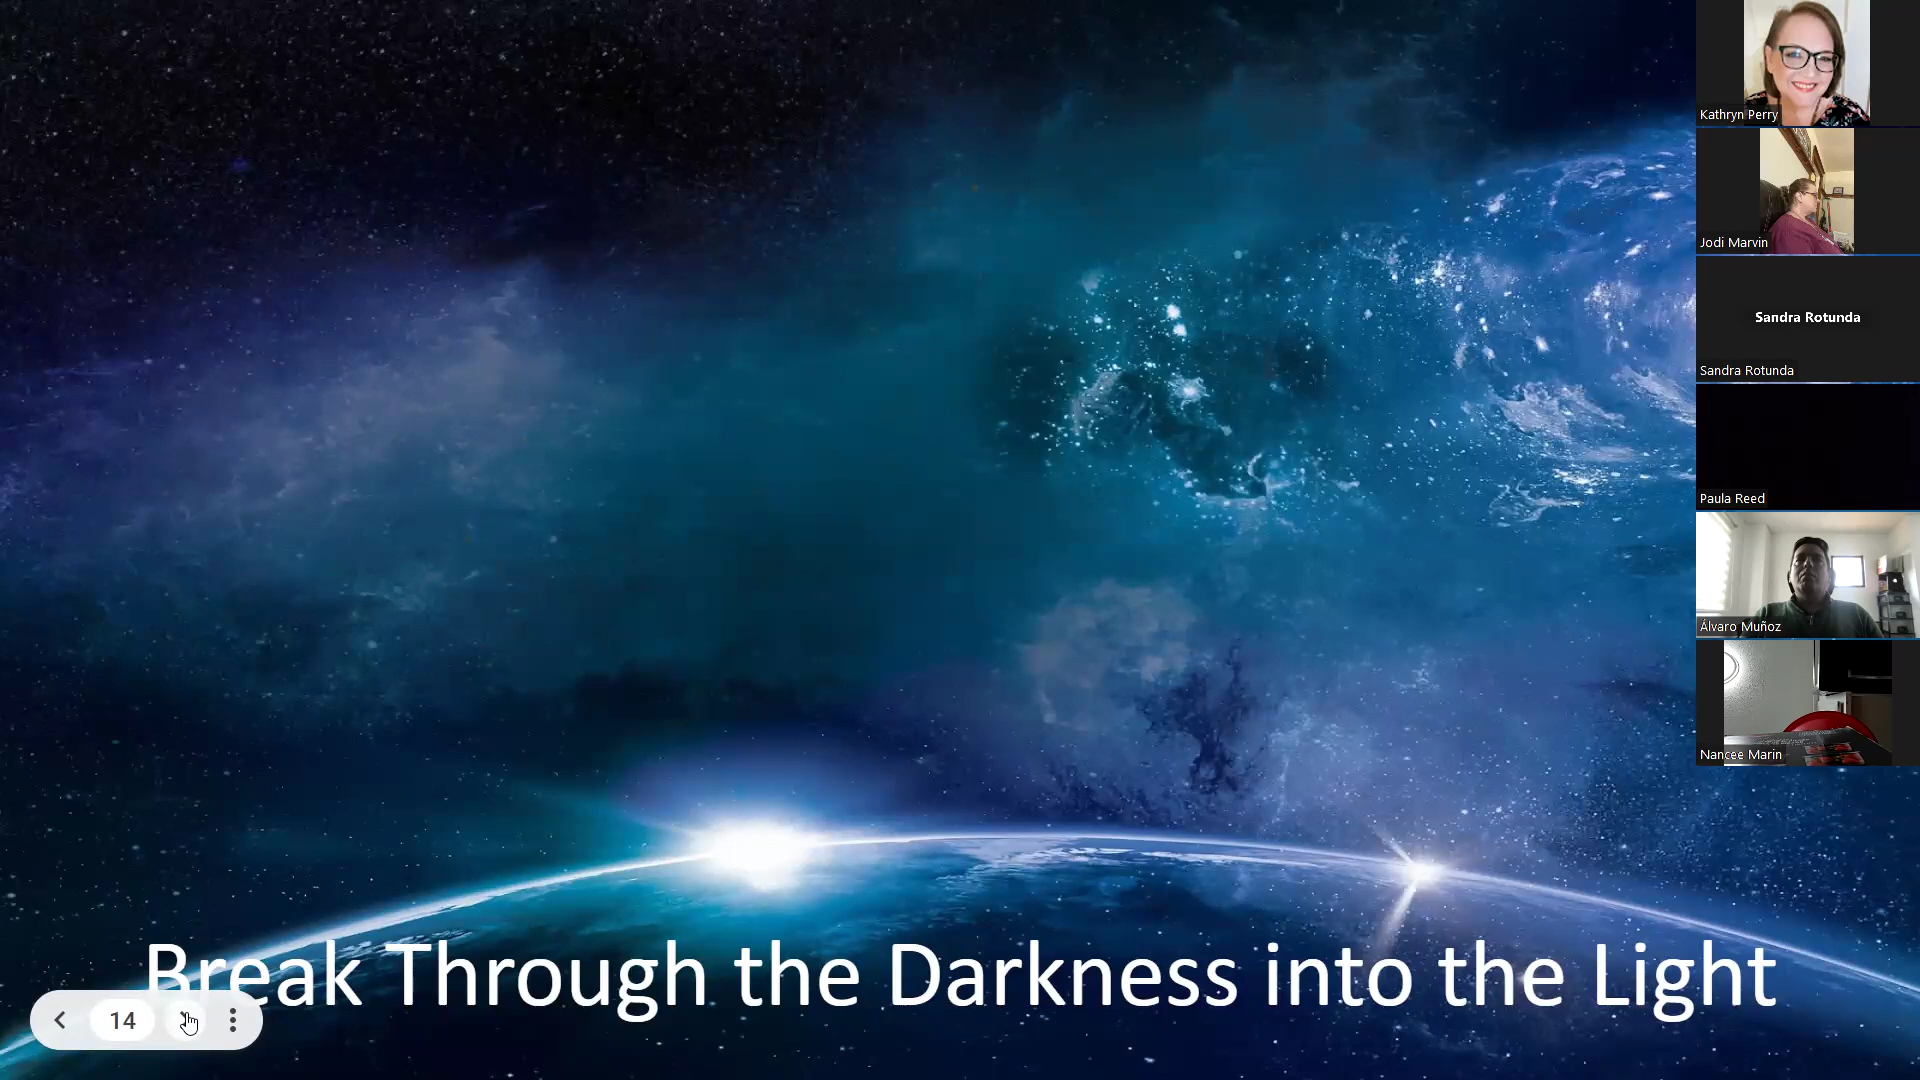 Kathryn Perry
Jodi Marvin
Sandra Rotunda
Sandra Rotunda
Paula Reed
Álvaro Muñoz
Nancee Marin
Break Through the Darkness into the Light
14